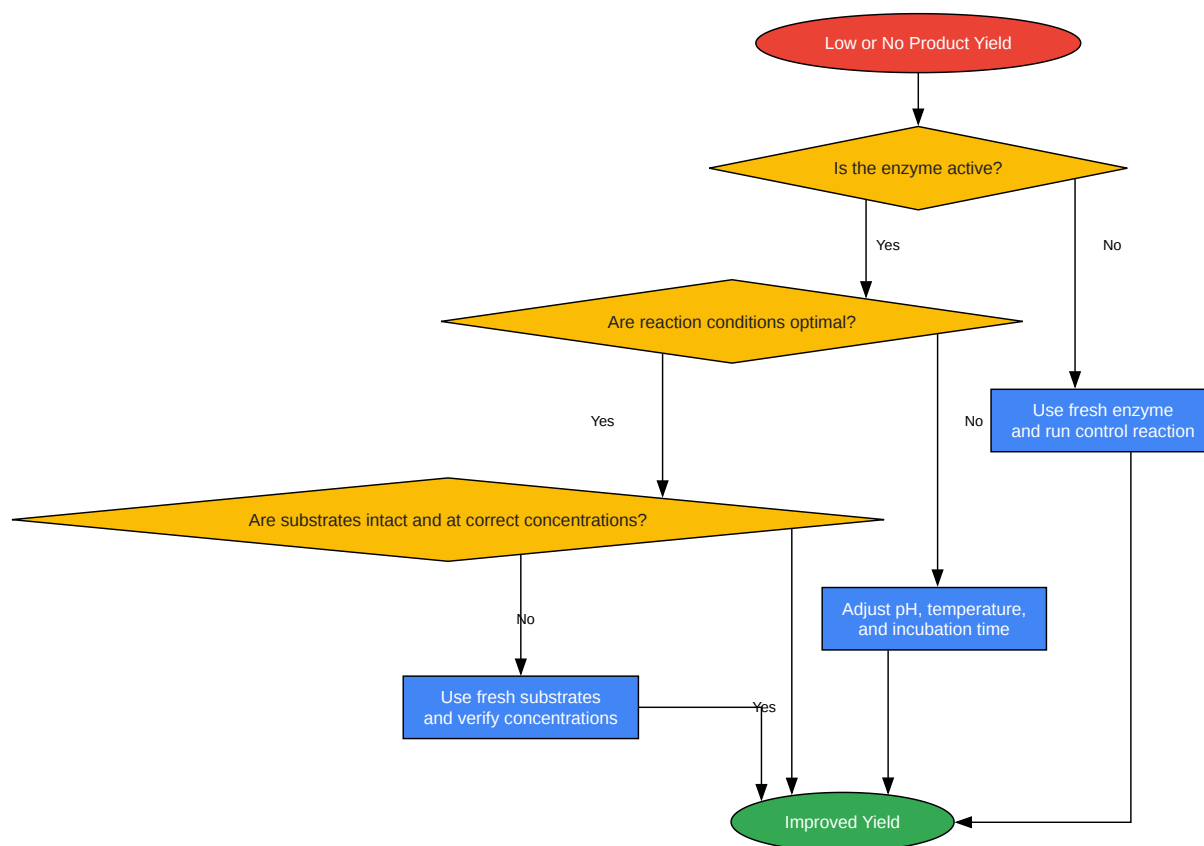 Low or No Product Yield
Is the enzyme active?
Yes
No
Are reaction conditions optimal?
Use fresh enzyme
and run control reaction
Yes
No
Are substrates intact and at correct concentrations?
Adjust pH, temperature,
and incubation time
No
Use fresh substrates
and verify concentrations
Yes
Improved Yield